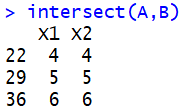 > intersect(A,B)
   X1 X2
22  4  4
29  5  5
36  6  6